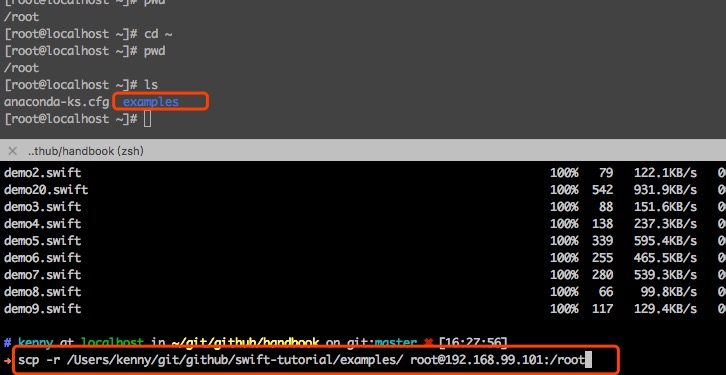 [root@localhost ~]# pwd
/root
[root@localhost ~]# cd ~
[root@localhost ~]# pwd
/root
[root@localhost ~]# ls
anaconda-ks.cfg examples
[root@localhost ~]#
× ..thub/handbook (zsh)
demo2.swift 100% 79 122.1KB/s 0
demo20.swift 100% 542 931.9KB/s 0
demo3.swift 100% 88 151.6KB/s 0
demo4.swift 100% 138 237.3KB/s 0
demo5.swift 100% 339 595.4KB/s 0
demo6.swift 100% 255 465.5KB/s 0
demo7.swift 100% 280 539.3KB/s 0
demo8.swift 100% 66 99.8KB/s 0
demo9.swift 100% 117 129.4KB/s 0
# kenny at localhost in ~/git/github/handbook on git:master ✖ [16:27:56]
→ scp -r /Users/kenny/git/github/swift-tutorial/examples/ root@192.168.99.101:/root